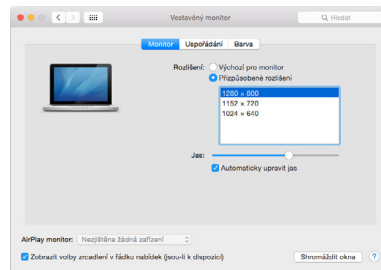 Vestavěný monitor
Q Hledat
Monitor Uspořádání Barva
Rozlišení: Výchozí pro monitor
Přizpůsobené rozlišení
1280 × 800
1152 × 720
1024 × 640
Jas:
Automaticky upravit jas
AirPlay monitor: Nezjištěna žádná zařízení
Zobrazit volby zrcadlení v řádku nabídek (jsou-li k dispozici)
Shromáždit okna ?